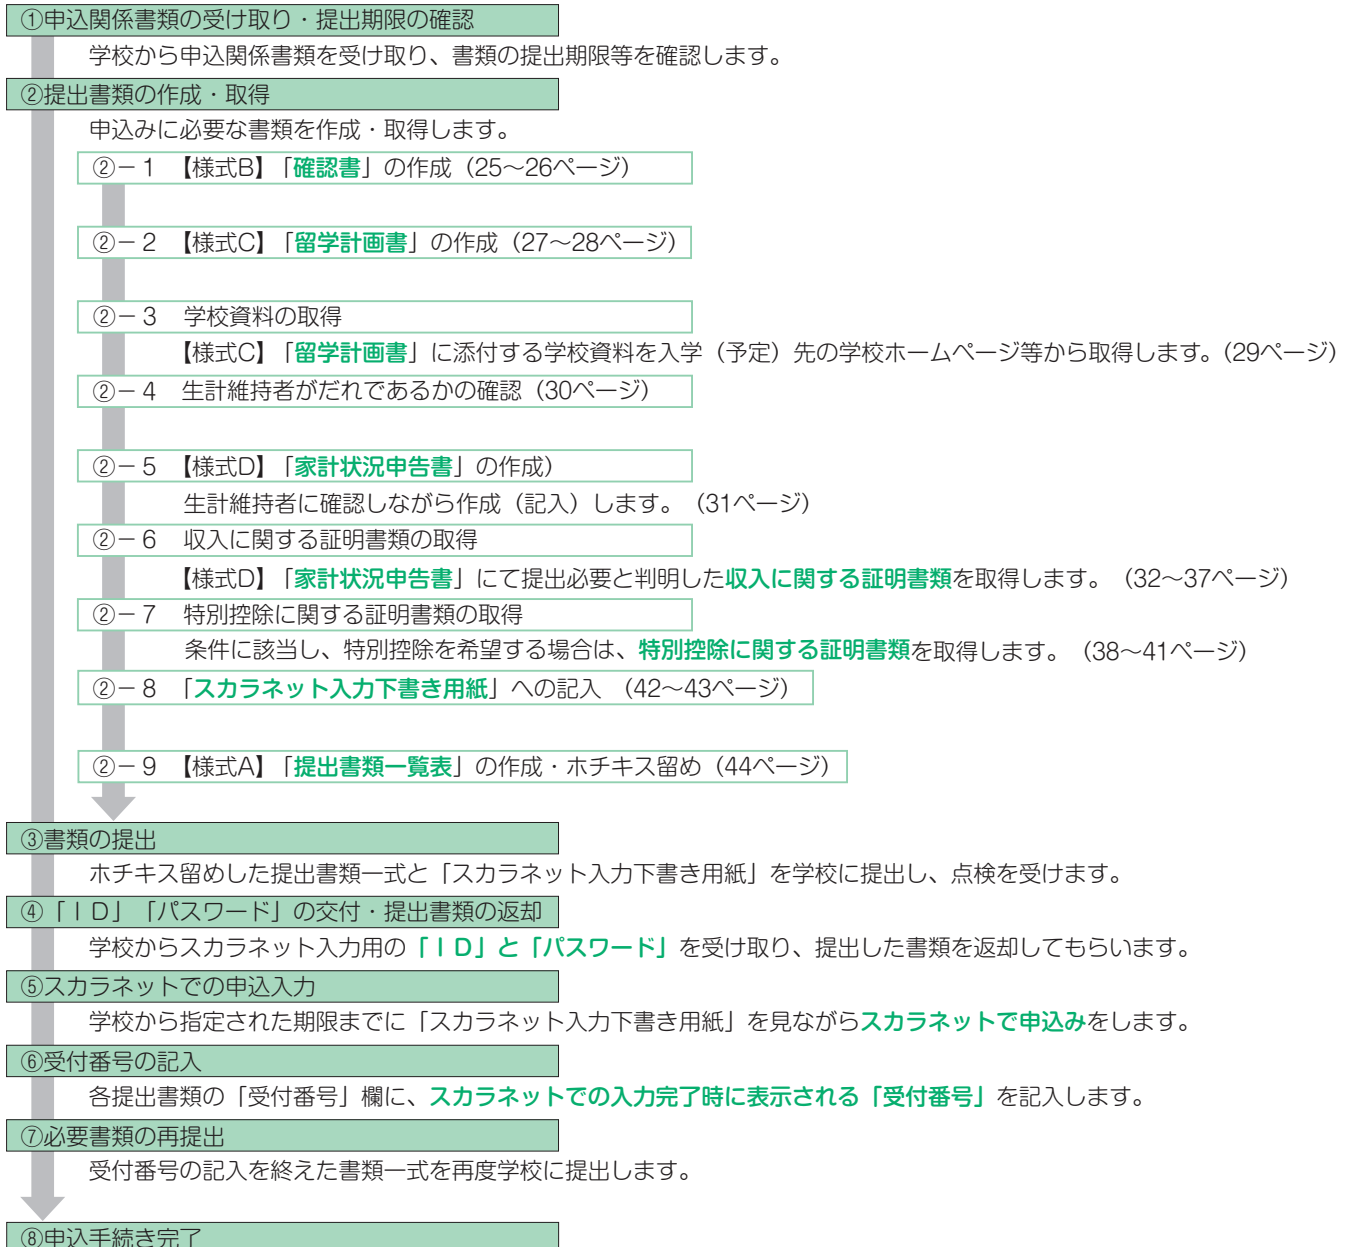 ①申込関係書類の受け取り・提出期限の確認
学校から申込関係書類を受け取り、書類の提出期限等を確認します。
②提出書類の作成・取得
申込みに必要な書類を作成・取得します。
②－１ 【様式B】「確認書」の作成（25～26ページ）
②－２ 【様式C】「留学計画書」の作成（27～28ページ）
②－３ 学校資料の取得
【様式C】「留学計画書」に添付する学校資料を入学（予定）先の学校ホームページ等から取得します。（29ページ）
②－４ 生計維持者がだれであるかの確認（30ページ）
②－５ 【様式D】「家計状況申告書」の作成）
生計維持者に確認しながら作成（記入）します。（31ページ）
②－６ 収入に関する証明書類の取得
【様式D】「家計状況申告書」にて提出必要と判明した収入に関する証明書類を取得します。（32～37ページ）
②－７ 特別控除に関する証明書類の取得
条件に該当し、特別控除を希望する場合は、特別控除に関する証明書類を取得します。（38～41ページ）
②－８ 「スカラネット入力下書き用紙」への記入 （42～43ページ）
②－９ 【様式A】「提出書類一覧表」の作成・ホチキス留め（44ページ）
③書類の提出
ホチキス留めした提出書類一式と「スカラネット入力下書き用紙」を学校に提出し、点検を受けます。
④「ＩＤ」「パスワード」の交付・提出書類の返却
学校からスカラネット入力用の「ＩＤ」と「パスワード」を受け取り、提出した書類を返却してもらいます。
⑤スカラネットでの申込入力
学校から指定された期限までに「スカラネット入力下書き用紙」を見ながらスカラネットで申込みをします。
⑥受付番号の記入
各提出書類の「受付番号」欄に、スカラネットでの入力完了時に表示される「受付番号」を記入します。
⑦必要書類の再提出
受付番号の記入を終えた書類一式を再度学校に提出します。
⑧申込手続き完了